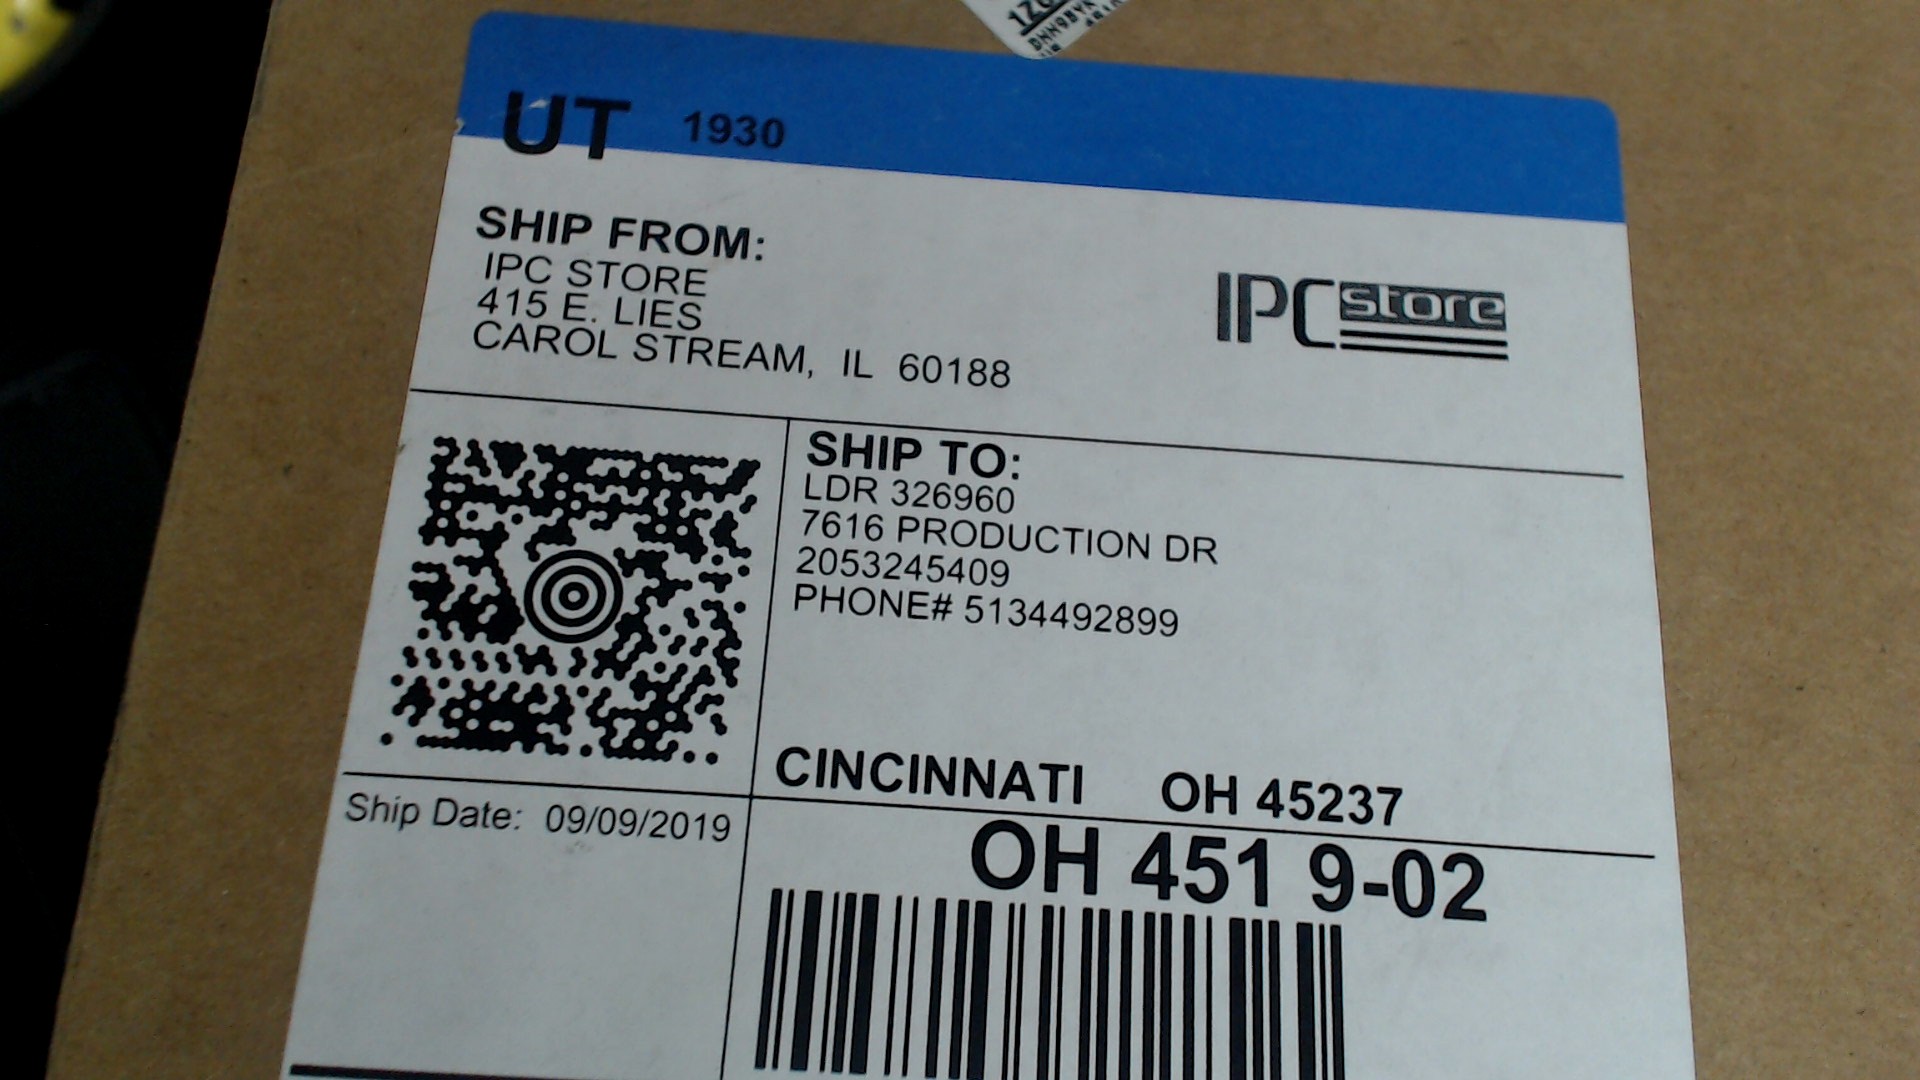 UT 1930
SHIP FROM:
IPC STORE
415 E. LIES
CAROL STREAM, IL 60188
IPC store
SHIP TO:
LDR 326960
7616 PRODUCTION DR
2053245409
PHONE# 5134492899
CINCINNATI OH 45237
Ship Date: 09/09/2019
OH 451 9-02